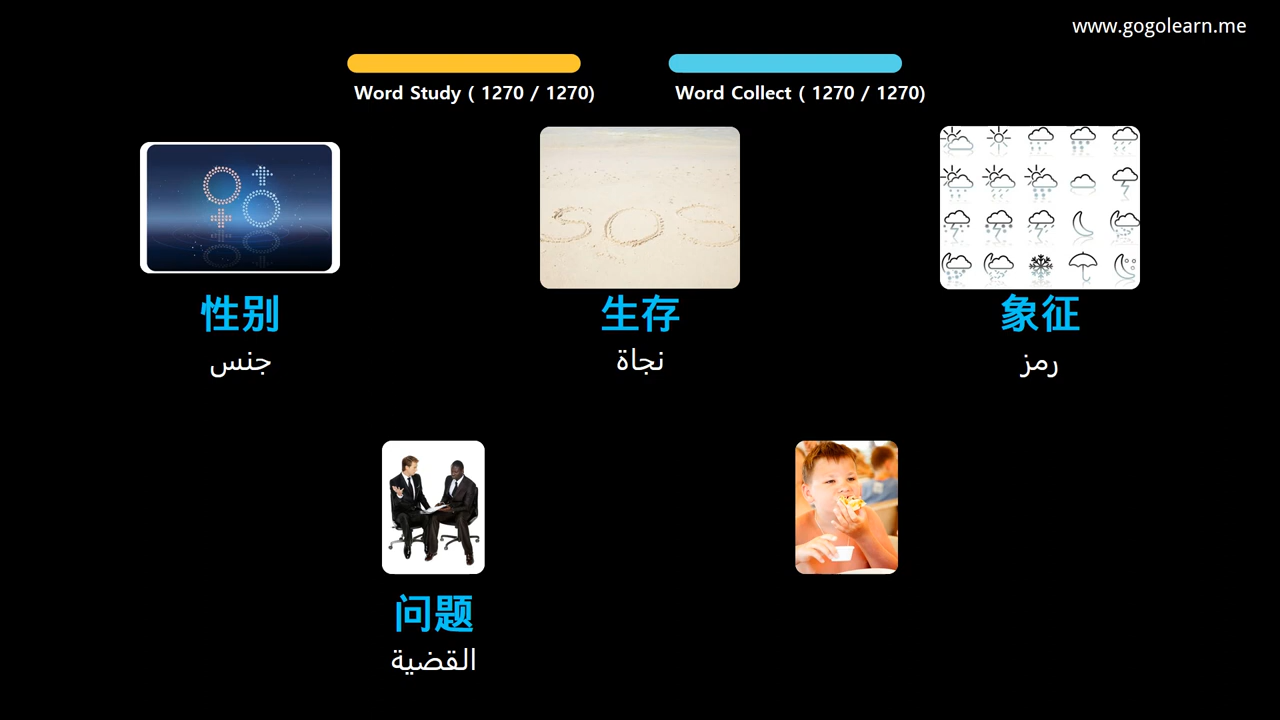 www.gogolearn.me
Word Study ( 1270 / 1270)
Word Collect ( 1270 / 1270)
SOS
性别
جنس
生存
نجاة
象征
رمز
问题
القضية